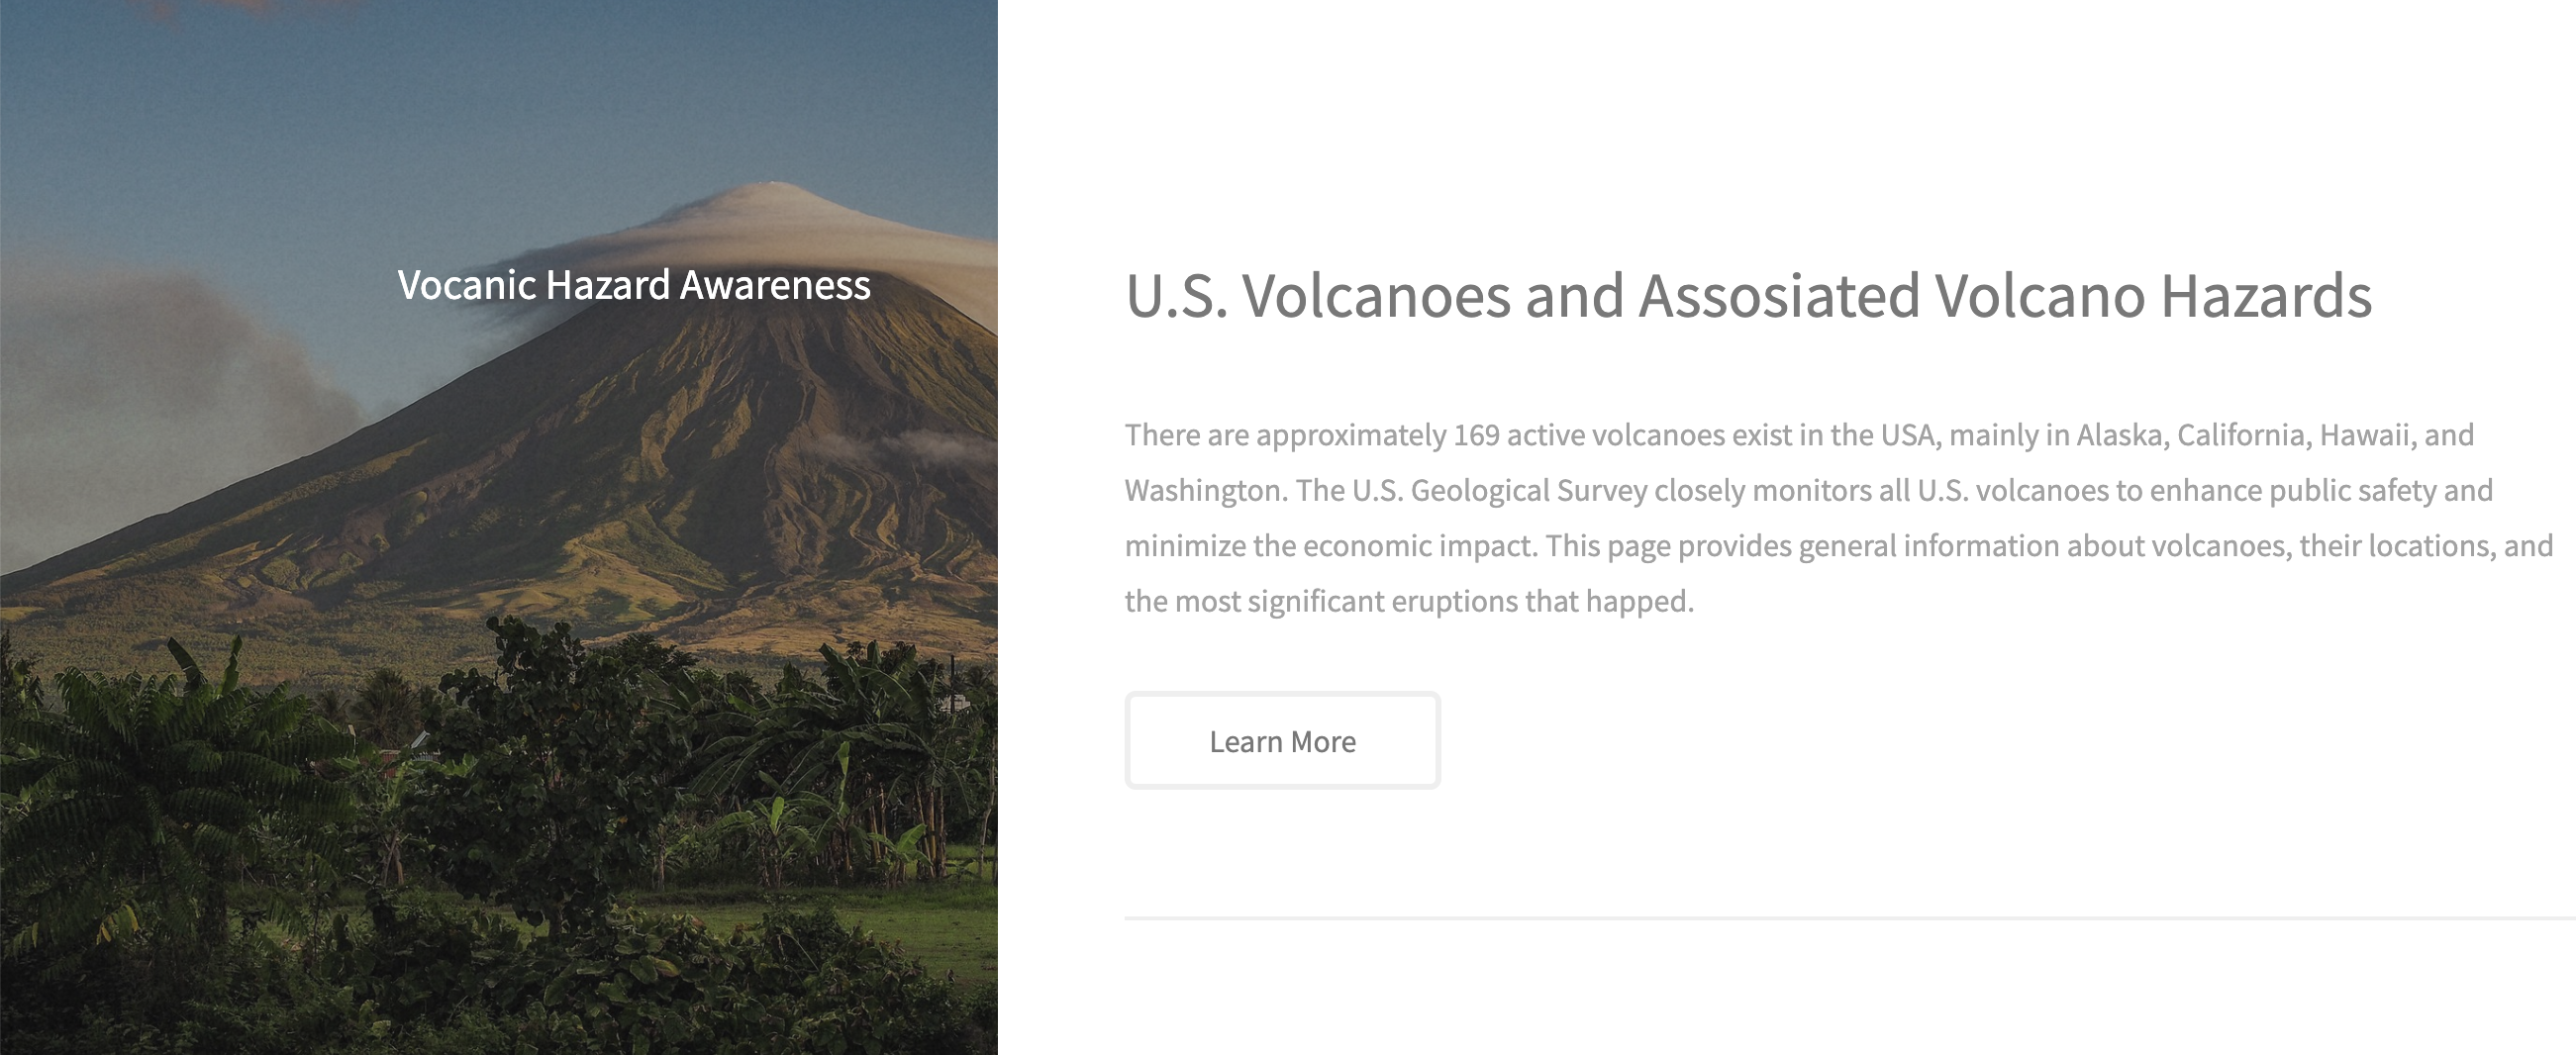 Vocanic Hazard Awareness
U.S. Volcanoes and Assosiated Volcano Hazards
There are approximately 169 active volcanoes exist in the USA, mainly in Alaska, California, Hawaii, and
Washington. The U.S. Geological Survey closely monitors all U.S. volcanoes to enhance public safety and
minimize the economic impact. This page provides general information about volcanoes, their locations, and
the most significant eruptions that happed.
Learn More